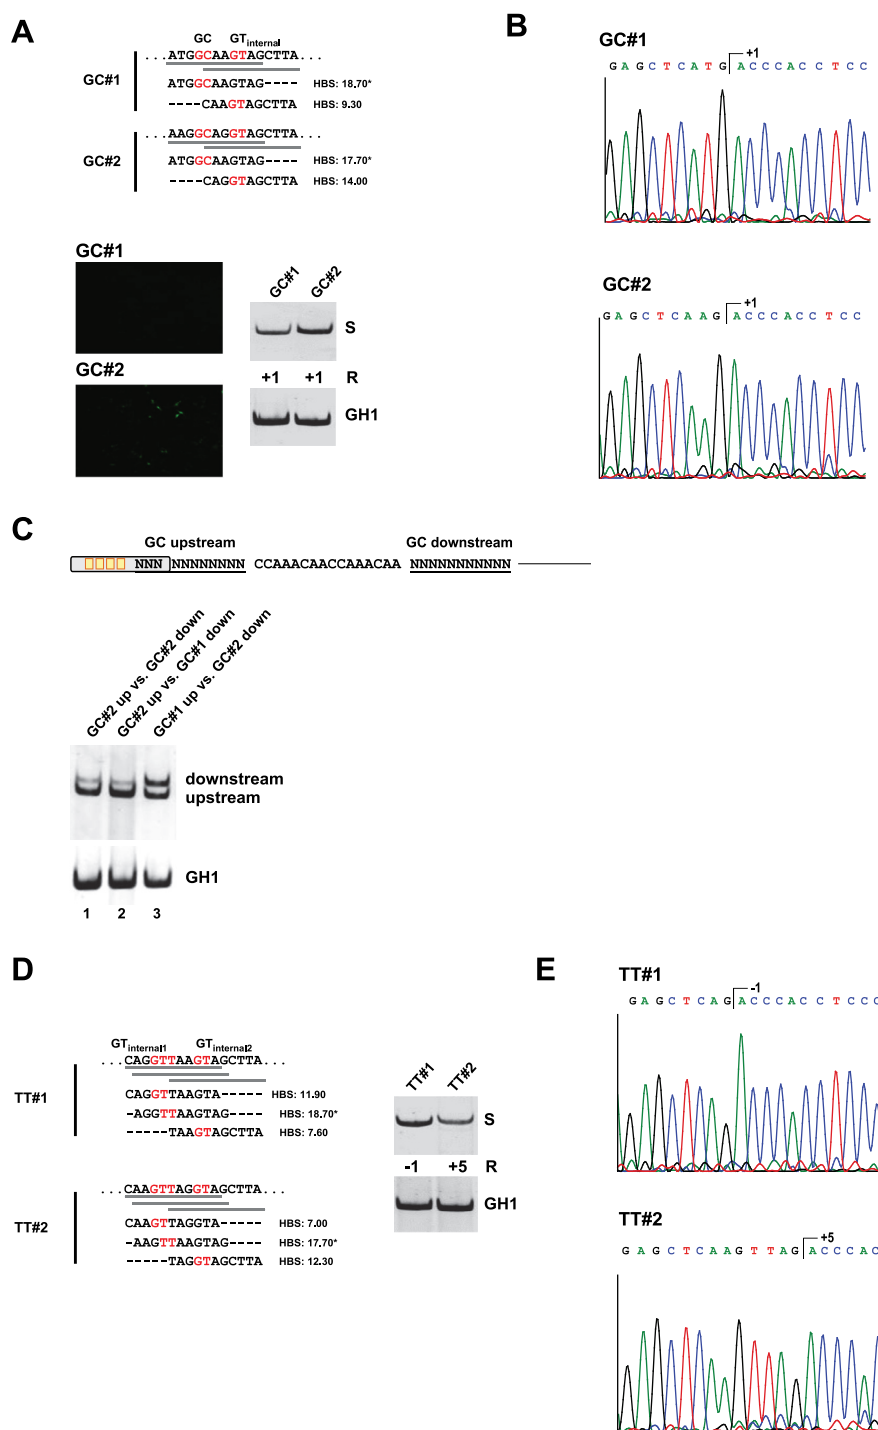 A
GC GTinternal
. . . ATGGCAAGTAGCTTA. . .
GC#1
ATGGCAAGTAG---- HBS: 18.70*
----CAAGTAGCTTA HBS: 9.30
. . . AAGGCAGGTAGCTTA. . .
GC#2
ATGGCAAGTAG---- HBS: 17.70*
----CAGGTAGCTTA HBS: 14.00
GC#1
GC#2
GC#1 GC#2
S
+1 +1 R
GH1
B
GC#1
+1
G A G C T C A T G A C C C A C C T C C
GC#2
+1
G A G C T C A A G A C C C A C C T C C
C
GC upstream GC downstream
NNN NNNNNNNN CCAAACAACCAAACAA NNNNNNNNNNN
GC#2 up vs. GC#2 down
GC#2 up vs. GC#1 down
GC#1 up vs. GC#2 down
downstream
upstream
GH1
1 2 3
D
GTinternal1 GTinternal2
. . . CAGGTTAAGTAGCTTA. . .
TT#1
CAGGTTAAGTA----- HBS: 11.90
-AGGTTAAGTAG---- HBS: 18.70*
-----TAAGTAGCTTA HBS: 7.60
. . . CAAGTTAGGTAGCTTA. . .
TT#2
CAAGTTAGGTA----- HBS: 7.00
-AAGTTAAGTAG---- HBS: 17.70*
-----TAGGTAGCTTA HBS: 12.30
TT#1 TT#2
S
-1 +5 R
GH1
E
TT#1
-1
G A G C T C A G A C C C A C C T C C C
TT#2
+5
G A G C T C A A G T T A G A C C C A C